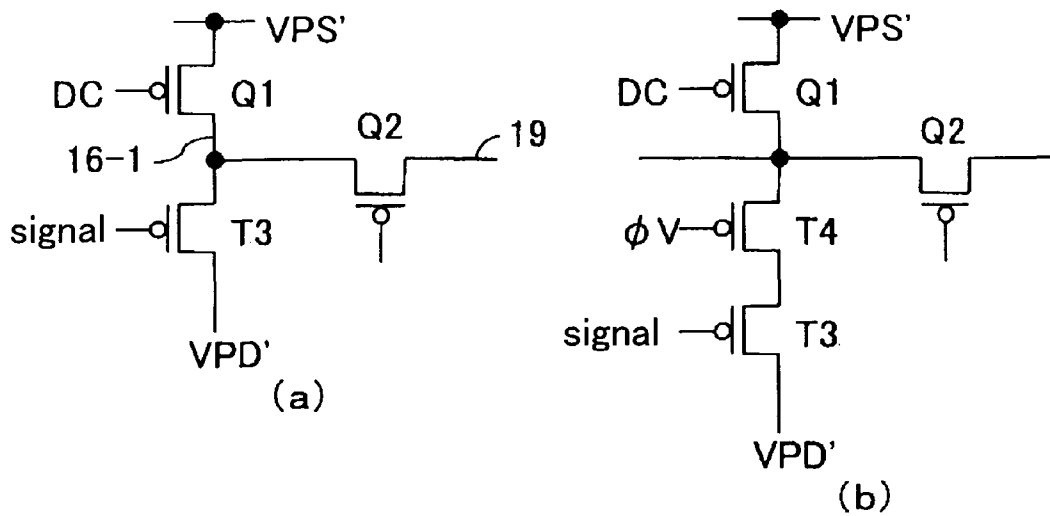 VPS'
DC
Q1
16-1
Q2
19
signal
T3
VPD'
(a)
VPS'
DC
Q1
Q2
φV
T4
signal
T3
VPD'
(b)